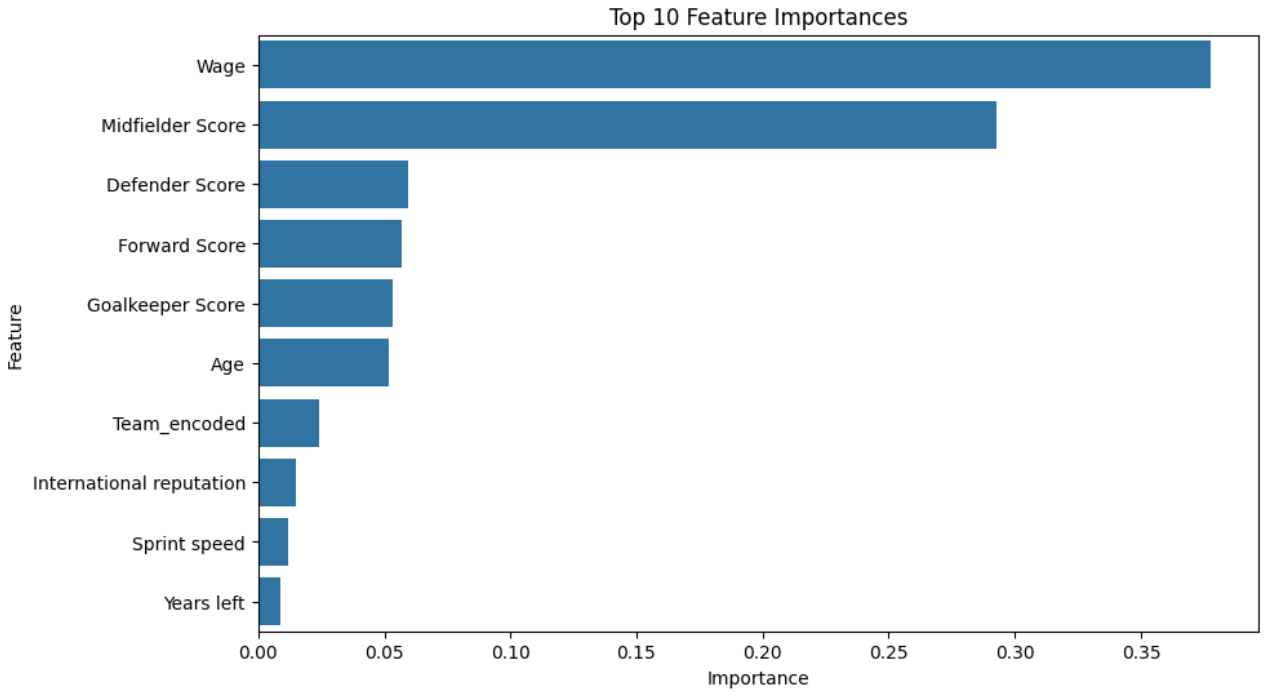 Top 10 Feature Importances
Feature
Wage
Midfielder Score
Defender Score
Forward Score
Goalkeeper Score
Age
Team_encoded
International reputation
Sprint speed
Years left
0.00 0.05 0.10 0.15 0.20 0.25 0.30 0.35
Importance